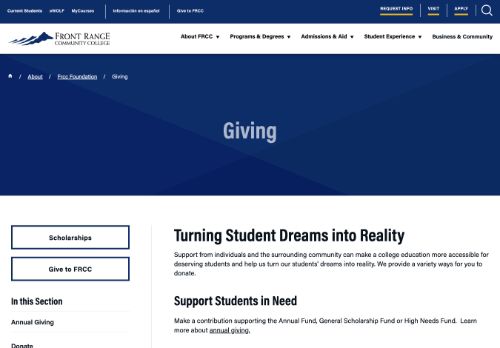 Current Students eWOLF MyCourses Información en español Give to FRCC REQUEST INFO VISIT APPLY
FRONT RANGE
COMMUNITY COLLEGE
About FRCC Programs & Degrees Admissions & Aid Student Experience Business & Community
/ About / Frcc Foundation / Giving
Giving
Scholarships
Give to FRCC
In this Section
Annual Giving
Donate
Turning Student Dreams into Reality
Support from individuals and the surrounding community can make a college education more accessible for
deserving students and help us turn our students' dreams into reality. We provide a variety ways for you to
donate.
Support Students in Need
Make a contribution supporting the Annual Fund, General Scholarship Fund or High Needs Fund. Learn
more about annual giving.